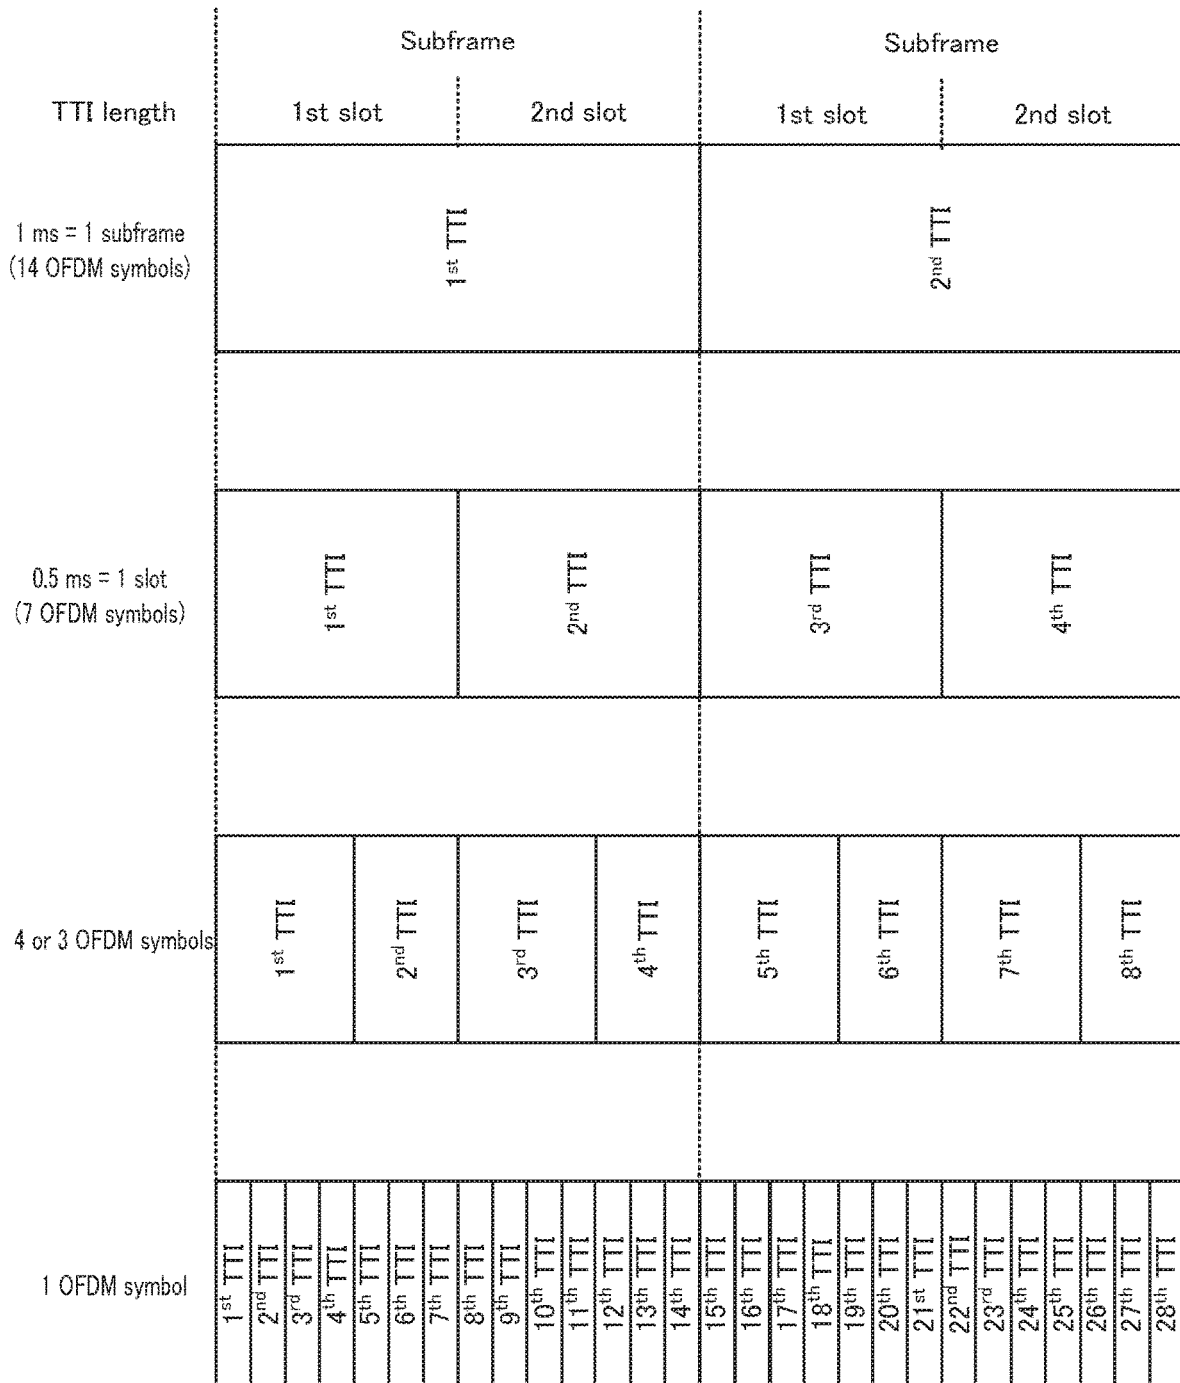 Subframe Subframe
TTI length 1st slot 2nd slot 1st slot 2nd slot
1 ms = 1 subframe
(14 OFDM symbols)
1st TTI
2nd TTI
0.5 ms = 1 slot
(7 OFDM symbols)
1st TTI
2nd TTI
3rd TTI
4th TTI
4 or 3 OFDM symbols
1st TTI
2nd TTI
3rd TTI
4th TTI
5th TTI
6th TTI
7th TTI
8th TTI
1 OFDM symbol
1st TTI
2nd TTI
3rd TTI
4th TTI
5th TTI
6th TTI
7th TTI
8th TTI
9th TTI
10th TTI
11th TTI
12th TTI
13th TTI
14th TTI
15th TTI
16th TTI
17th TTI
18th TTI
19th TTI
20th TTI
21st TTI
22nd TTI
23rd TTI
24th TTI
25th TTI
26th TTI
27th TTI
28th TTI